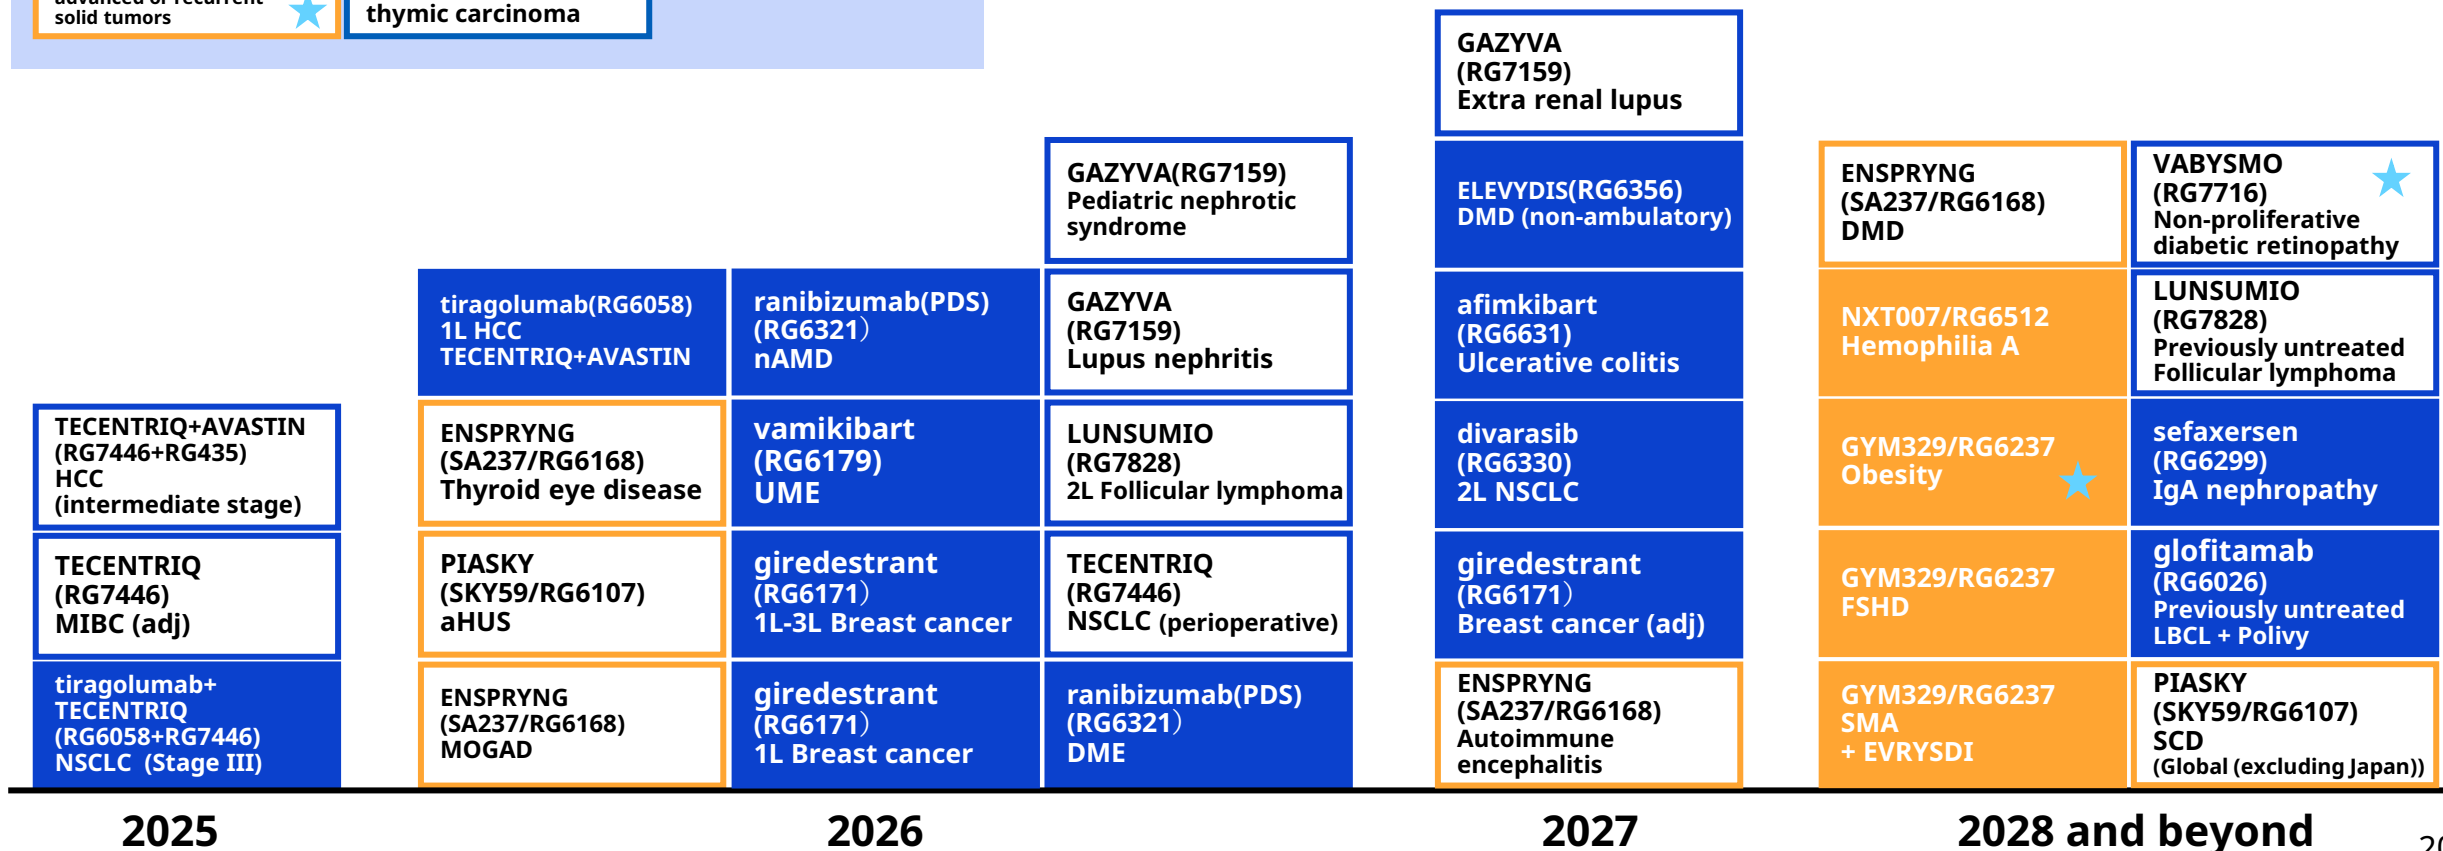 solid tumors
thymic carcinoma
TECENTRIQ+AVASTIN
(RG7446+RG435)
HCC
(intermediate stage)
TECENTRIQ
(RG7446)
MIBC (adj)
tiragolumab+
TECENTRIQ
(RG6058+RG7446)
NSCLC (Stage III)
tiragolumab(RG6058)
1L HCC
TECENTRIQ+AVASTIN
ENSPRYNG
(SA237/RG6168)
Thyroid eye disease
PIASKY
(SKY59/RG6107)
aHUS
ENSPRYNG
(SA237/RG6168)
MOGAD
ranibizumab(PDS)
(RG6321）
nAMD
vamikibart
(RG6179)
UME
giredestrant
(RG6171）
1L-3L Breast cancer
giredestrant
(RG6171）
1L Breast cancer
GAZYVA(RG7159)
Pediatric nephrotic
syndrome
GAZYVA
(RG7159)
Lupus nephritis
LUNSUMIO
(RG7828)
2L Follicular lymphoma
TECENTRIQ
(RG7446)
NSCLC (perioperative)
ranibizumab(PDS)
(RG6321）
DME
GAZYVA
(RG7159)
Extra renal lupus
ELEVYDIS(RG6356)
DMD (non-ambulatory)
afimkibart
(RG6631)
Ulcerative colitis
divarasib
(RG6330)
2L NSCLC
giredestrant
(RG6171）
Breast cancer (adj)
ENSPRYNG
(SA237/RG6168)
Autoimmune
encephalitis
ENSPRYNG
(SA237/RG6168)
DMD
NXT007/RG6512
Hemophilia A
GYM329/RG6237
Obesity
GYM329/RG6237
FSHD
GYM329/RG6237
SMA
+ EVRYSDI
VABYSMO
(RG7716)
Non-proliferative
diabetic retinopathy
LUNSUMIO
(RG7828)
Previously untreated
Follicular lymphoma
sefaxersen
(RG6299)
IgA nephropathy
glofitamab
(RG6026)
Previously untreated
LBCL + Polivy
PIASKY
(SKY59/RG6107)
SCD
(Global (excluding Japan))
2025
2026
2027
2028 and beyond